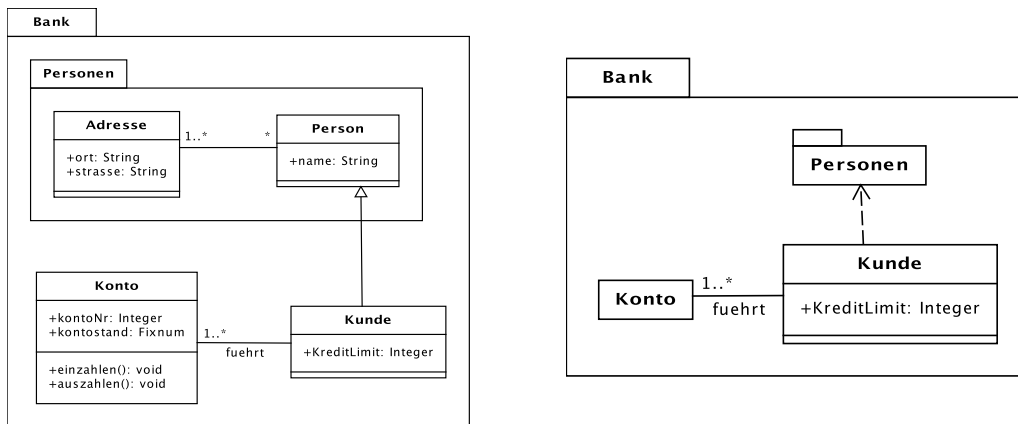 Bank
Personen
Adresse
+ort: String
+strasse: String
1..*
*
Person
+name: String
Konto
+kontoNr: Integer
+kontostand: Fixnum
+einzahlen(): void
+auszahlen(): void
1..*
fuehrt
Kunde
+KreditLimit: Integer
Bank
Personen
Konto
1..*
fuehrt
Kunde
+KreditLimit: Integer